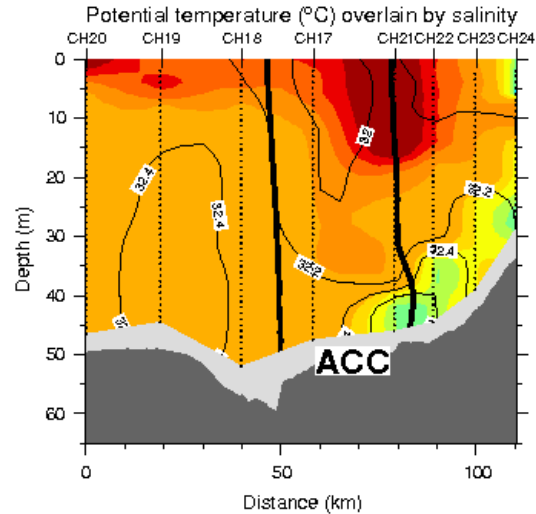 Potential temperature (°C) overlain by salinity
CH20 CH19 CH18 CH17 CH21 CH22 CH23 CH24
0
10
20
30
40
50
60
Depth (m)
32.4
32.4
32
32.2
32.2
32.4
ACC
0 50 100
Distance (km)